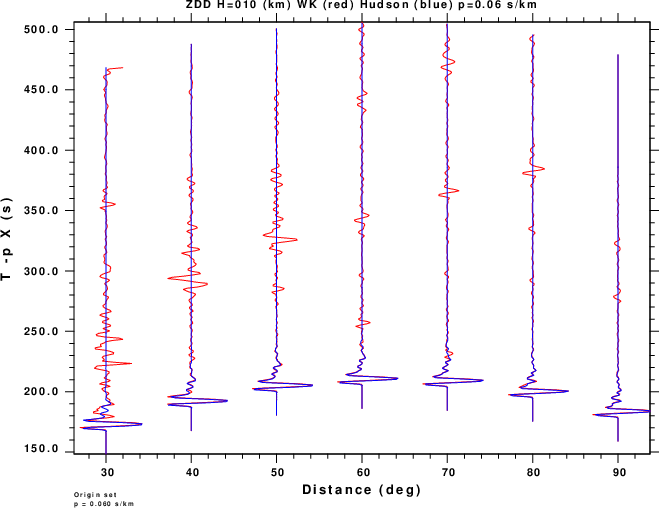 ZDD H=010 (km) WK (red) Hudson (blue) p=0.06 s/km
500.0
450.0
400.0
350.0
300.0
250.0
200.0
150.0
T -p X (s)
30 40 50 60 70 80 90
Distance (deg)
Origin set
p = 0.060 s/km